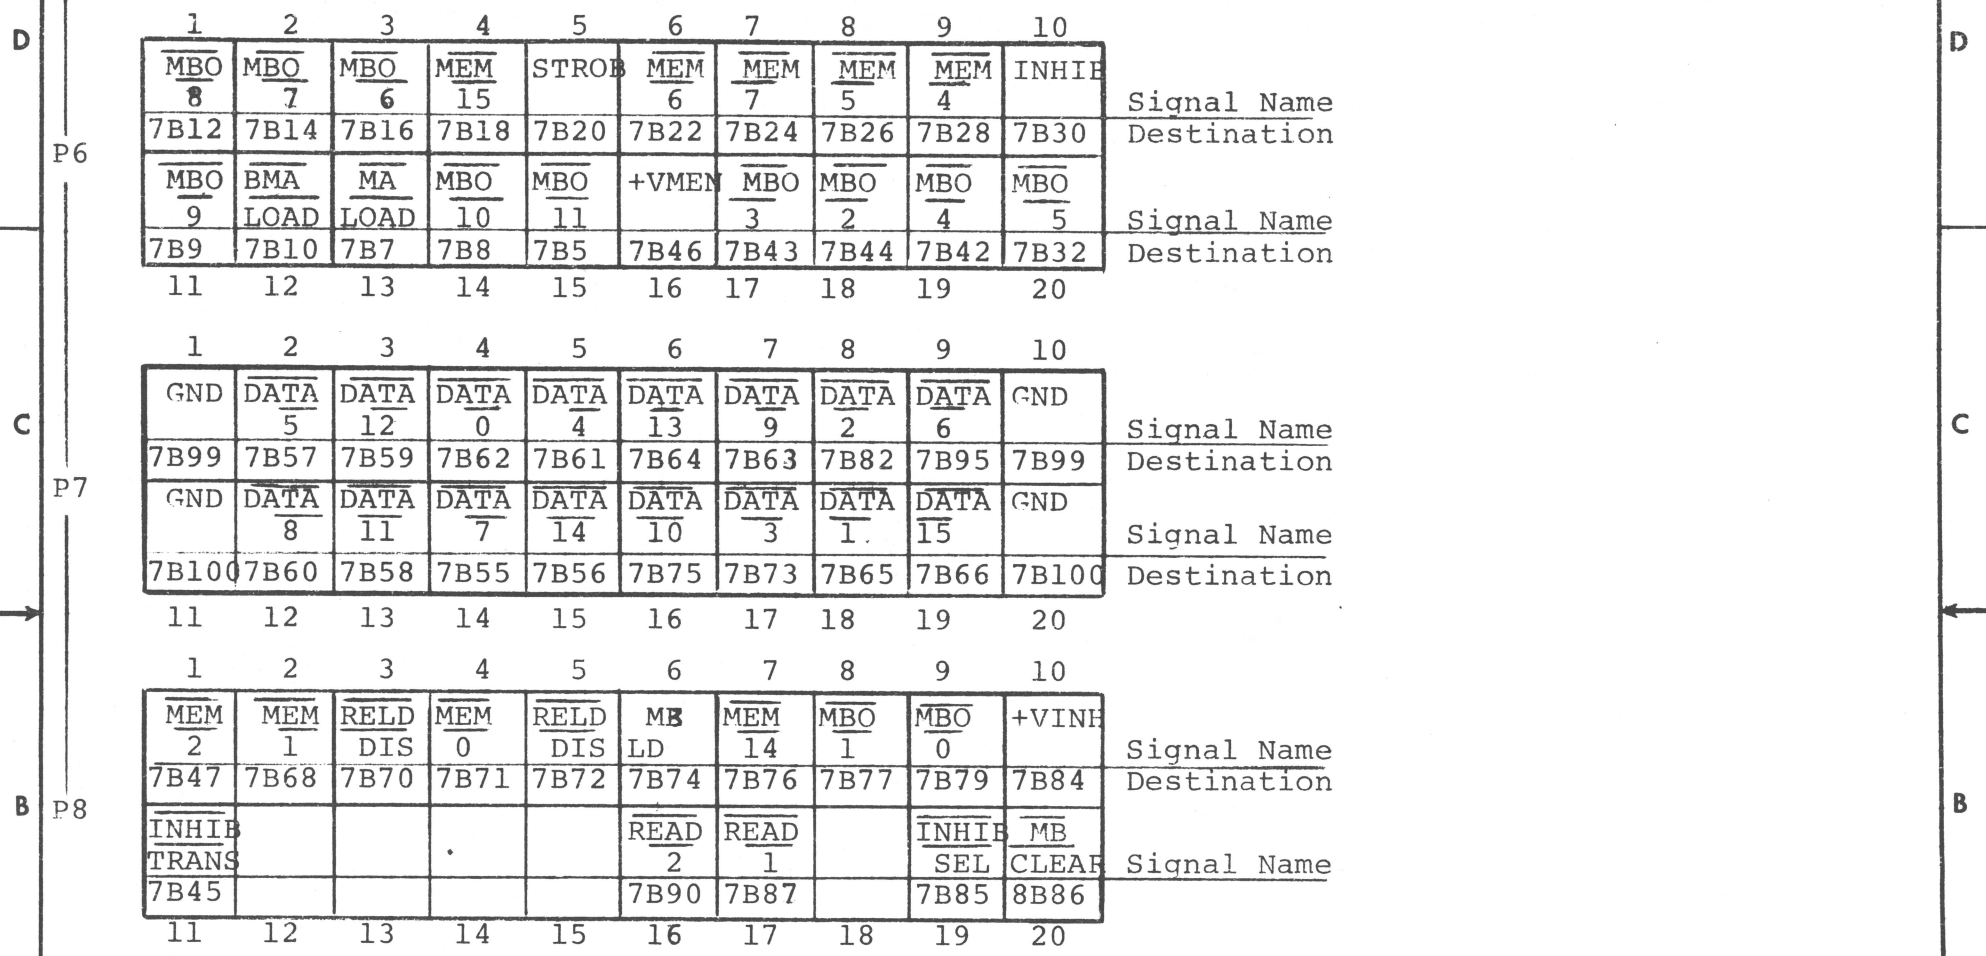 1 2 3 4 5 6 7 8 9 10
D D
MBO MBO MBO MEM STROB MEM MEM MEM MEM INHIB
8 7 6 15 6 7 5 4 Signal Name
7B12 7B14 7B16 7B18 7B20 7B22 7B24 7B26 7B28 7B30 Destination
P6
MBO BMA MA MBO MBO +VMEM MBO MBO MBO MBO
9 LOAD LOAD 10 11 3 2 4 5 Signal Name
7B9 7B10 7B7 7B8 7B5 7B46 7B43 7B44 7B42 7B32 Destination
11 12 13 14 15 16 17 18 19 20
1 2 3 4 5 6 7 8 9 10
GND DATA DATA DATA DATA DATA DATA DATA DATA GND
C 5 12 0 4 13 9 2 6 Signal Name C
7B99 7B57 7B59 7B62 7B61 7B64 7B63 7B82 7B95 7B99 Destination
P7
GND DATA DATA DATA DATA DATA DATA DATA DATA GND
8 11 7 14 10 3 1 15 Signal Name
7B100 7B60 7B58 7B55 7B56 7B75 7B73 7B65 7B66 7B100 Destination
11 12 13 14 15 16 17 18 19 20
1 2 3 4 5 6 7 8 9 10
MEM MEM RELD MEM RELD MB MEM MBO MBO +VINH
2 1 DIS 0 DIS LD 14 1 0 Signal Name
7B47 7B68 7B70 7B71 7B72 7B74 7B76 7B77 7B79 7B84 Destination
B P8 B
INHIB READ READ INHIB MB
TRANS 2 1 SEL CLEAR Signal Name
7B45 7B90 7B87 7B85 8B86
11 12 13 14 15 16 17 18 19 20